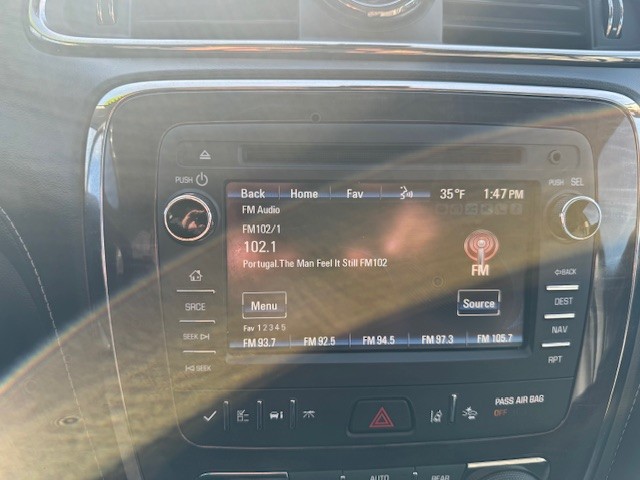 PUSH
PUSH SEL
Back Home Fav 35°F 1:47 PM
FM Audio
FM102/1
102.1
Portugal.The Man Feel It Still FM102
FM
Menu Source
Fav 1 2 3 4 5
FM 93.7 FM 92.5 FM 94.5 FM 97.3 FM 105.7
SRCE
SEEK
SEEK
BACK
DEST
NAV
RPT
PASS AIR BAG
OFF
AUTO REAR